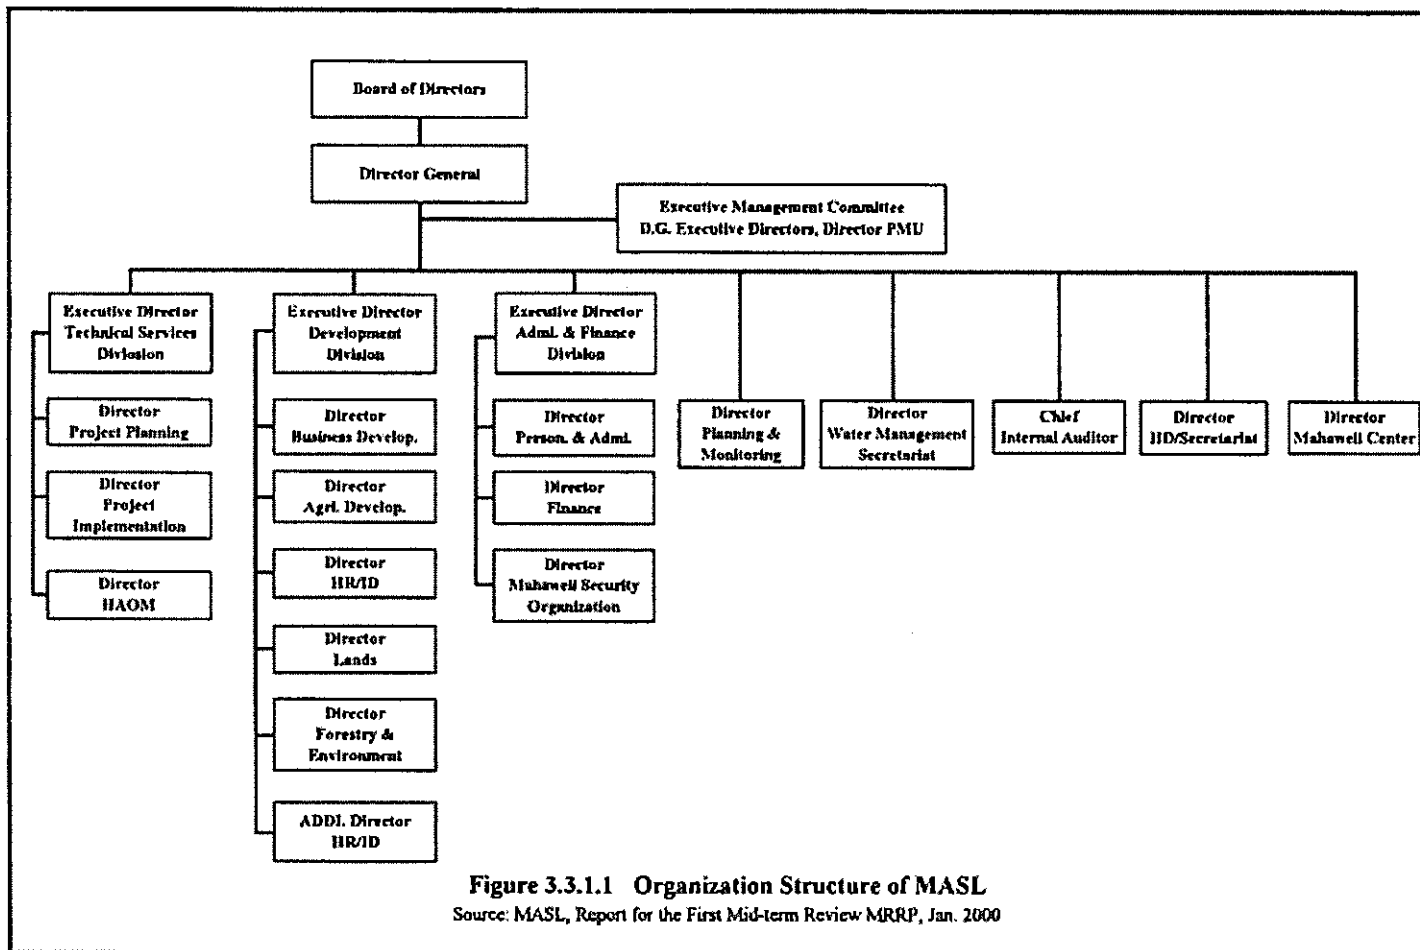 Board of Directors
Director General
Executive Management Committee
D.G. Executive Directors, Director PMU
Executive Director
Technical Services
Division
Executive Director
Development
Division
Executive Director
Admi. & Finance
Division
Director
Project Planning
Director
Project
Implementation
Director
HAOM
Director
Business Develop.
Director
Agri. Develop.
Director
HR/ID
Director
Lands
Director
Forestry &
Environment
ADDI. Director
HR/ID
Director
Person. & Admi.
Director
Finance
Director
Mahaweli Security
Organization
Director
Planning &
Monitoring
Director
Water Management
Secretariat
Chief
Internal Auditor
Director
Director
Mahaweli Center
Figure 3.3.1.1 Organization Structure of MASL
Source: MASL, Report for the First Mid-term Review MRRP, Jan. 2000